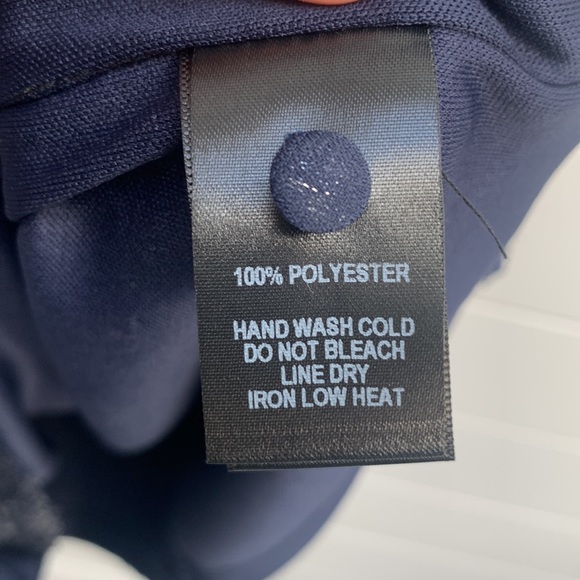 100% POLYESTER
HAND WASH COLD
DO NOT BLEACH
LINE DRY
IRON LOW HEAT